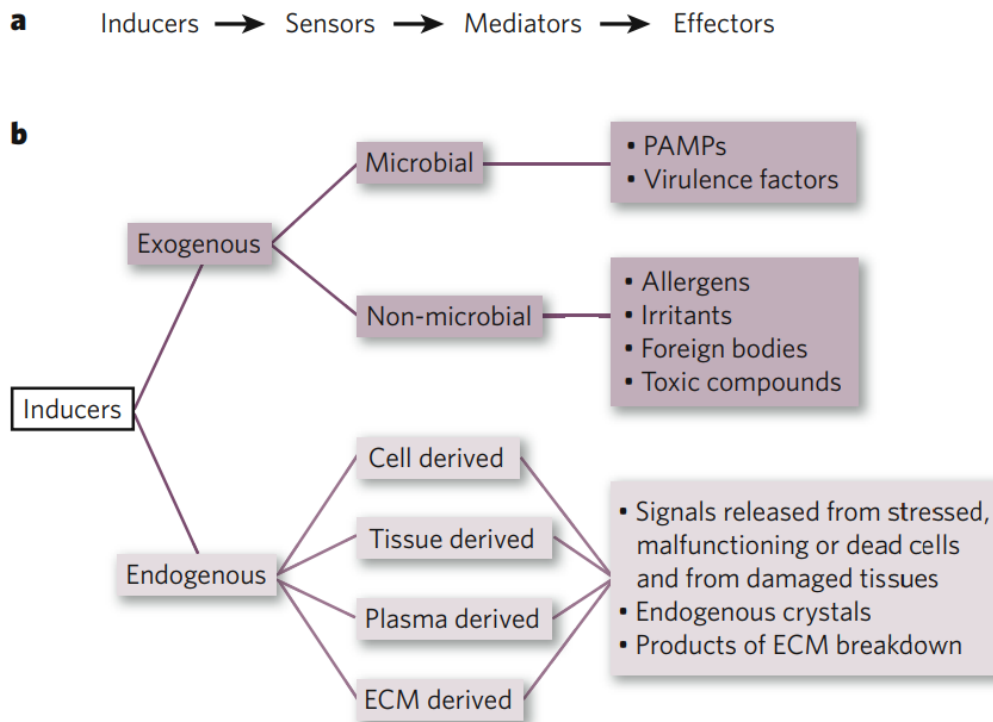 a Inducers → Sensors → Mediators → Effectors
b
Microbial
• PAMPs
• Virulence factors
Exogenous
Non-microbial
• Allergens
• Irritants
• Foreign bodies
• Toxic compounds
Inducers
Cell derived
Tissue derived
Endogenous
Plasma derived
ECM derived
• Signals released from stressed,
malfunctioning or dead cells
and from damaged tissues
• Endogenous crystals
• Products of ECM breakdown